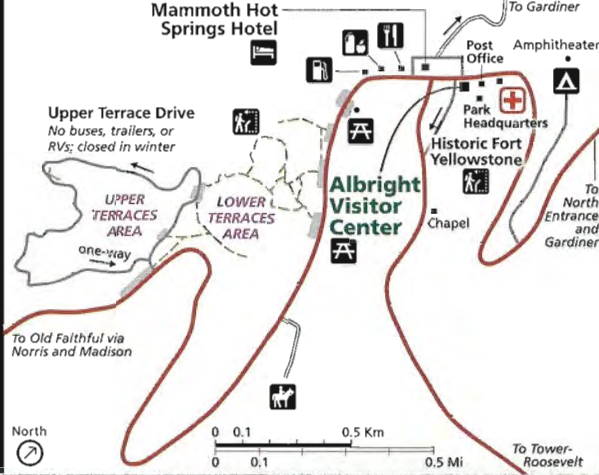 Mammoth Hot
Springs Hotel
To Gardiner
Post
Office
Amphitheater
Park
Headquarters
Upper Terrace Drive
No buses, trailers, or
RVs; closed in winter
Historic Fort
Yellowstone
Albright
Visitor
Center
UPPER
TERRACES
AREA
LOWER
TERRACES
AREA
one-way
Chapel
To
North
Entrance
and
Gardiner
To Old Faithful via
Norris and Madison
North
0 0.1 0.5 Km
0 0.1 0.5 Mi
To Tower-
Roosevelt